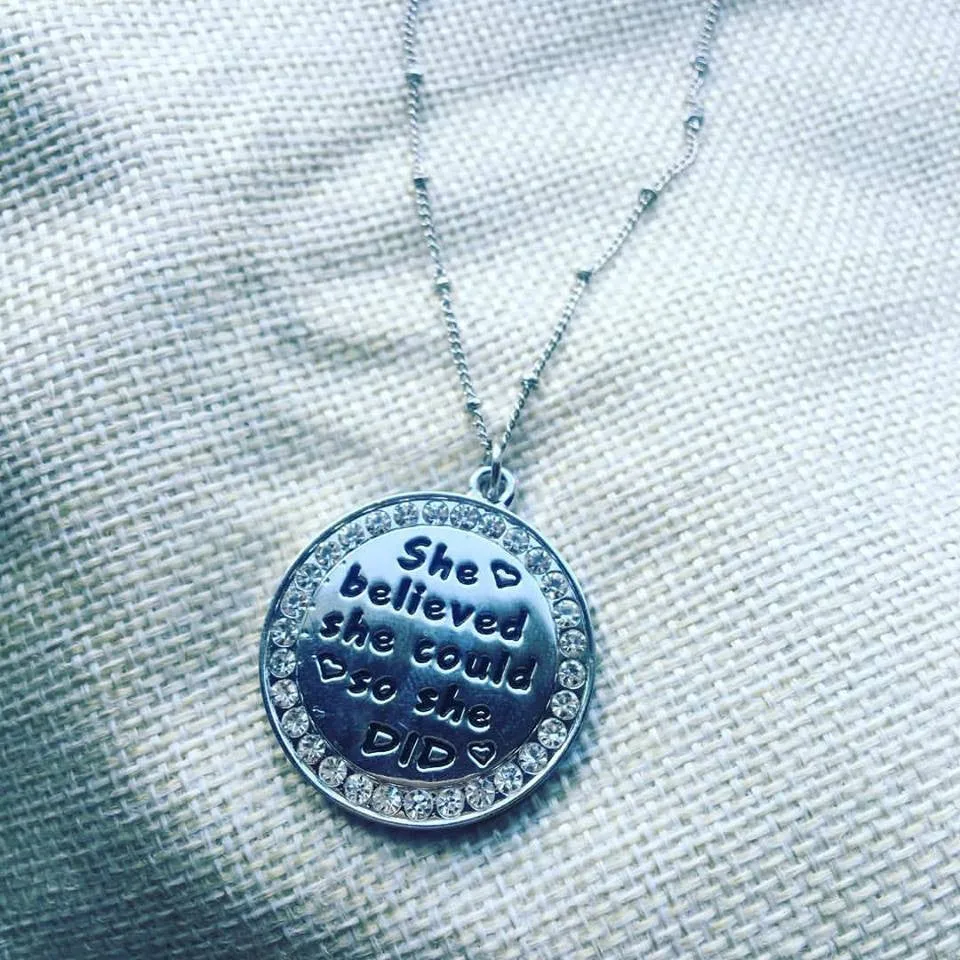 She ♡
believed
she could
♡ so she
DID ♡